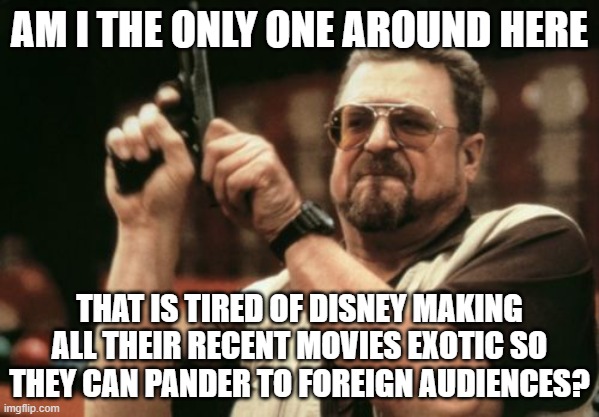 AM I THE ONLY ONE AROUND HERE
THAT IS TIRED OF DISNEY MAKING
ALL THEIR RECENT MOVIES EXOTIC SO
THEY CAN PANDER TO FOREIGN AUDIENCES?
imgflip.com